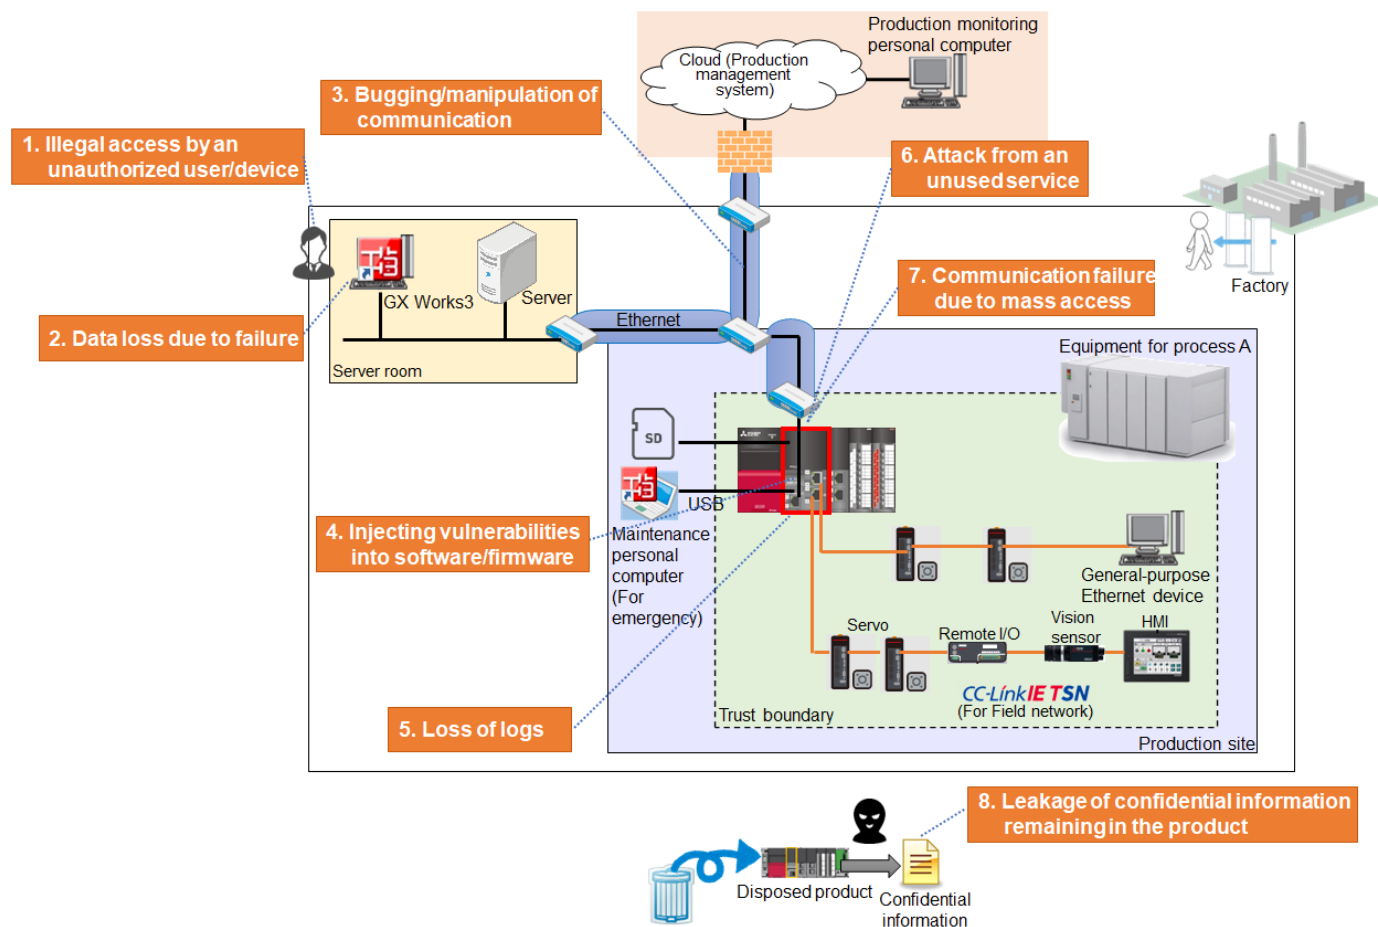 Production monitoring
personal computer
Cloud (Production
management
system)
3. Bugging/manipulation of
communication
1. Illegal access by an
unauthorized user/device
6. Attack from an
unused service
7. Communication failure
due to mass access
Factory
GX Works3
Server
Ethernet
2. Data loss due to failure
Server room
Equipment for process A
SD
USB
4. Injecting vulnerabilities
into software/firmware
Maintenance
personal
computer
(For
emergency)
General-purpose
Ethernet device
Servo
Remote I/O
Vision
sensor
HMI
CC-Link IE TSN
(For Field network)
5. Loss of logs
Trust boundary
Production site
8. Leakage of confidential information
remaining in the product
Disposed product
Confidential
information